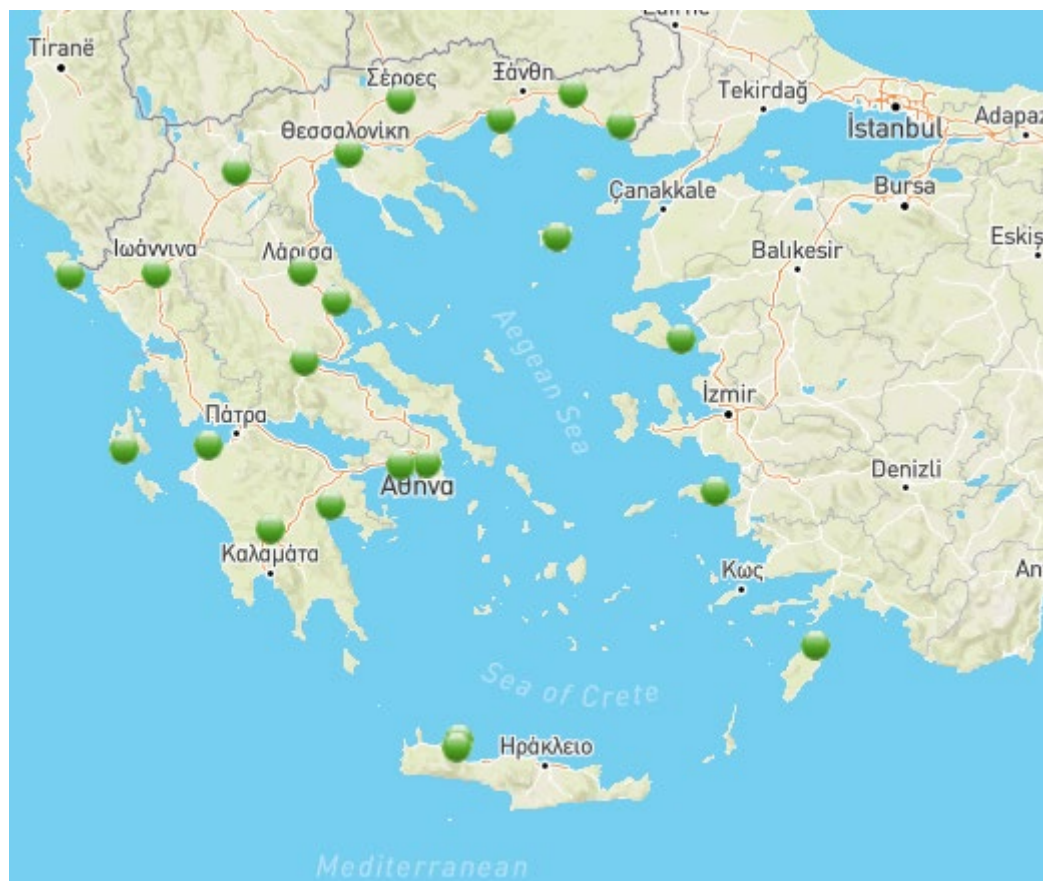 Edirne
Tiranë
Σέρρες
Ξάνθη
Tekirdağ
İstanbul
Adapaz
Θεσσαλονίκη
Çanakkale
Bursa
Ιωάννινα
Λάρισα
Balıkesir
Eskiş
Aegean Sea
İzmir
Πάτρα
Denizli
Αθήνα
Καλαμάτα
Κως
An
Sea of Crete
Ηράκλειο
Mediterranean